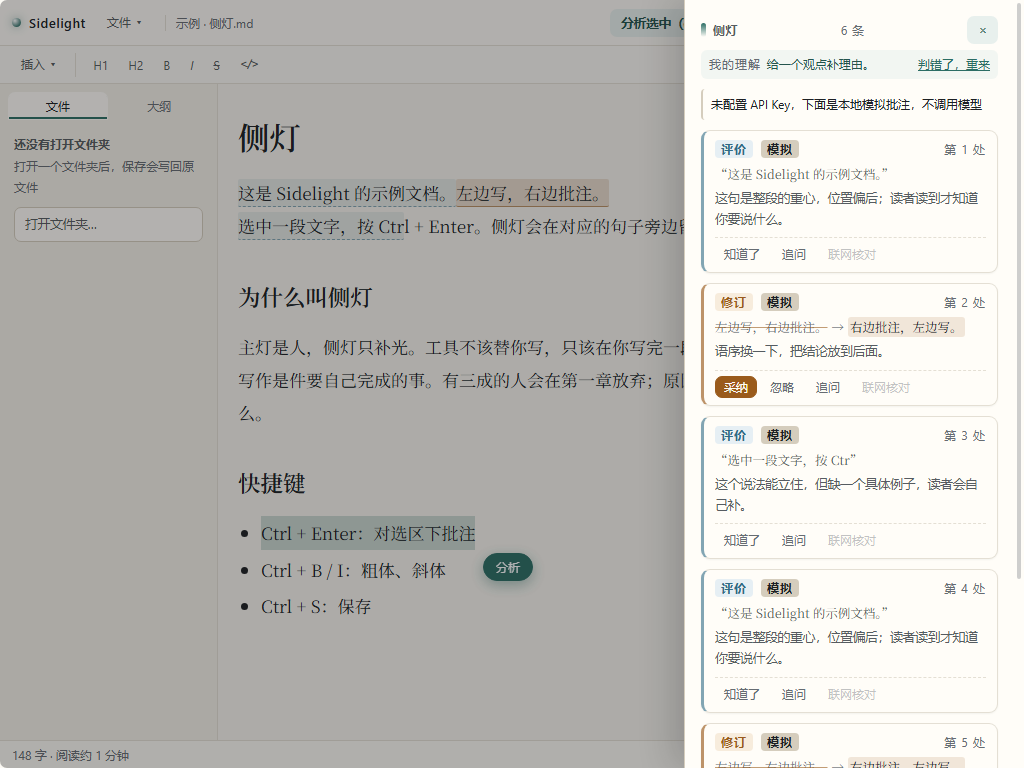 Sidelight 文件 示例 · 侧灯.md 分析选中（
插入 H1 H2 B I S </>
文件 大纲
还没有打开文件夹
打开一个文件夹后，保存会写回原
文件
打开文件夹...
侧灯
这是 Sidelight 的示例文档。左边写，右边批注。
选中一段文字，按 Ctrl + Enter。侧灯会在对应的句子旁边
为什么叫侧灯
主灯是人，侧灯只补光。工具不该替你写，只该在你写完一
写作是件要自己完成的事。有三成的人会在第一章放弃；原
么。
快捷键
Ctrl + Enter：对选区下批注
Ctrl + B / I：粗体、斜体
Ctrl + S：保存
分析
148 字 · 阅读约 1 分钟
侧灯 6 条 ×
我的理解 给一个观点补理由。 判错了，重来
未配置 API Key，下面是本地模拟批注，不调用模型
评价 模拟 第 1 处
“这是 Sidelight 的示例文档。”
这句是整段的重心，位置偏后；读者读到才知道
你要说什么。
知道了 追问 联网核对
修订 模拟 第 2 处
左边写，右边批注。 → 右边批注，左边写。
语序换一下，把结论放到后面。
采纳 忽略 追问 联网核对
评价 模拟 第 3 处
“选中一段文字，按 Ctr”
这个说法能立住，但缺一个具体例子，读者会自
己补。
知道了 追问 联网核对
评价 模拟 第 4 处
“这是 Sidelight 的示例文档。”
这句是整段的重心，位置偏后；读者读到才知道
你要说什么。
知道了 追问 联网核对
修订 模拟 第 5 处
左边写，右边批注。 → 右边批注，左边写。